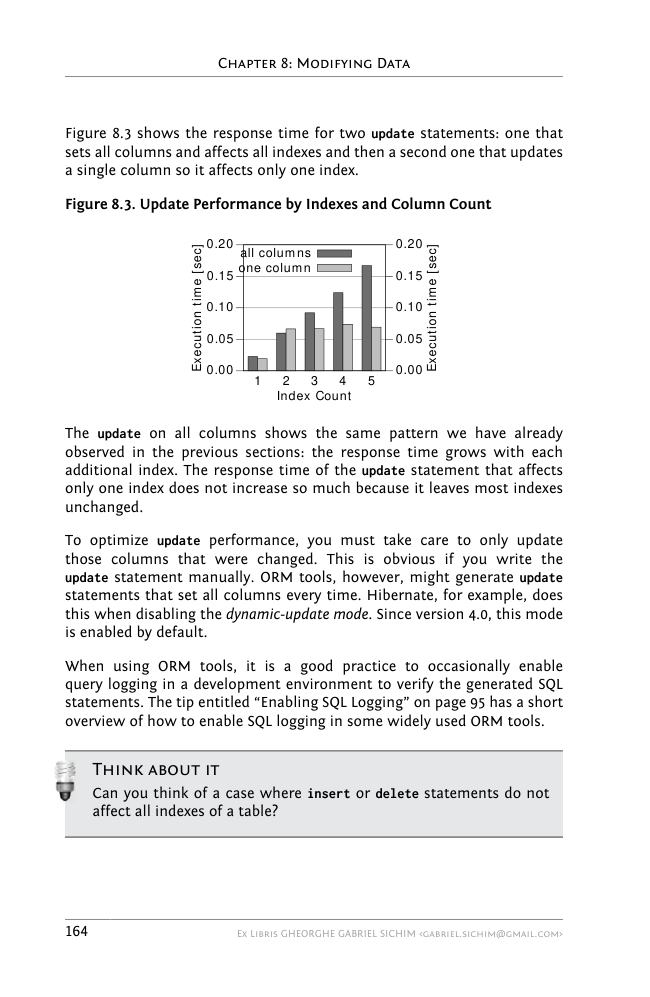 Chapter 8: Modifying Data
Figure 8.3 shows the response time for two update statements: one that
sets all columns and affects all indexes and then a second one that updates
a single column so it affects only one index.
Figure 8.3. Update Performance by Indexes and Column Count
Execution time [sec]
0.20
0.15
0.10
0.05
0.00
all columns
one column
0.20
0.15
0.10
0.05
0.00
Execution time [sec]
1 2 3 4 5
Index Count
The update on all columns shows the same pattern we have already
observed in the previous sections: the response time grows with each
additional index. The response time of the update statement that affects
only one index does not increase so much because it leaves most indexes
unchanged.
To optimize update performance, you must take care to only update
those columns that were changed. This is obvious if you write the
update statement manually. ORM tools, however, might generate update
statements that set all columns every time. Hibernate, for example, does
this when disabling the dynamic-update mode. Since version 4.0, this mode
is enabled by default.
When using ORM tools, it is a good practice to occasionally enable
query logging in a development environment to verify the generated SQL
statements. The tip entitled “Enabling SQL Logging” on page 95 has a short
overview of how to enable SQL logging in some widely used ORM tools.
Think about it
Can you think of a case where insert or delete statements do not
affect all indexes of a table?
164
Ex Libris GHEORGHE GABRIEL SICHIM <gabriel.sichim@gmail.com>